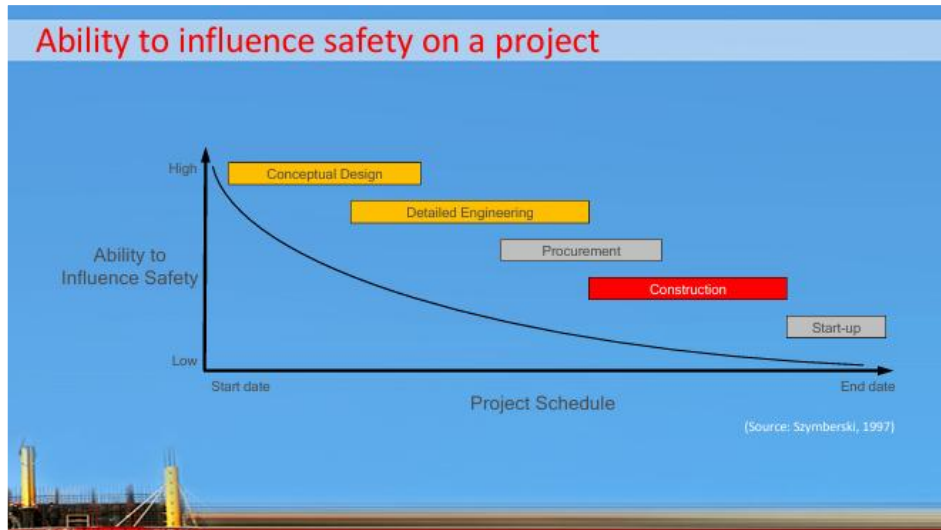 Ability to influence safety on a project
High
Conceptual Design
Detailed Engineering
Procurement
Ability to
Influence Safety
Construction
Start-up
Low
Start date
End date
Project Schedule
(Source: Szymberski, 1997)